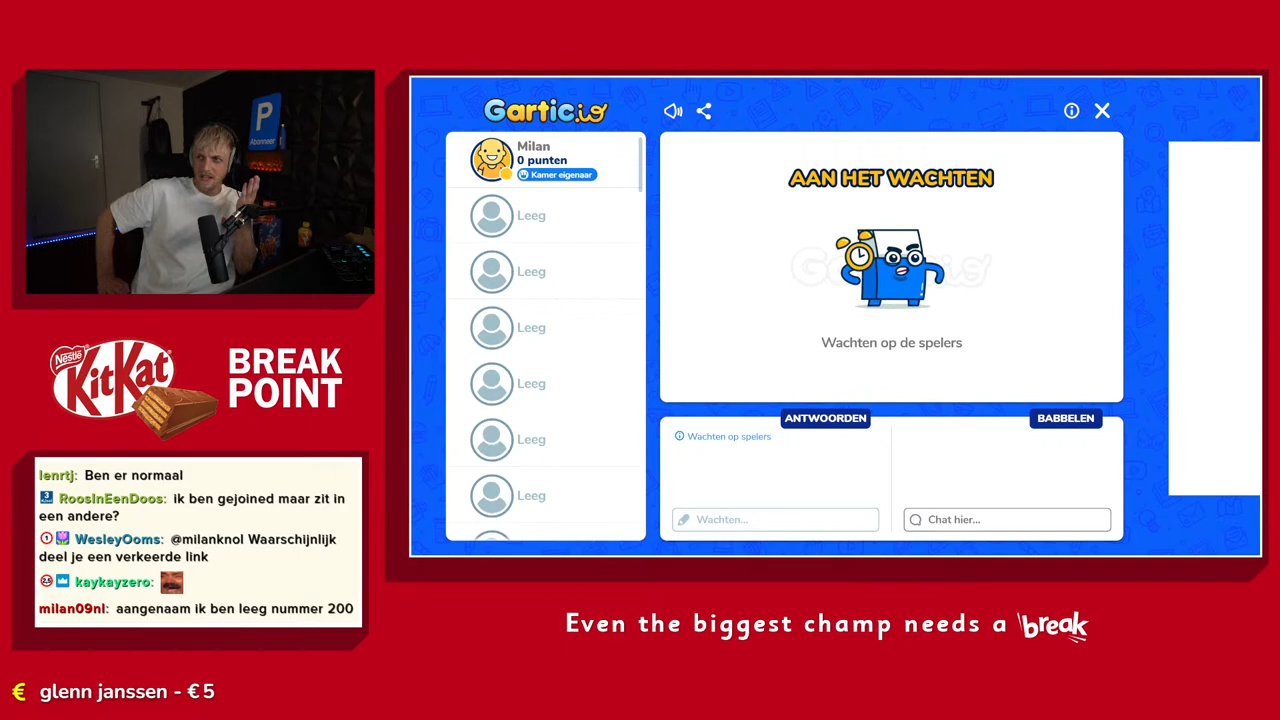 P
Abonneer
Nestlé
KitKat
BREAK
POINT
lenrtj: Ben er normaal
RoosInEenDoos: ik ben gejoined maar zit in
een andere?
WesleyOoms: @milanknol Waarschijnlijk
deel je een verkeerde link
kaykayzero:
milan09nl: aangenaam ik ben leeg nummer 200
glenn janssen - €5
Gartic.io
Milan
0 punten
Kamer eigenaar
Leeg
Leeg
Leeg
Leeg
Leeg
Leeg
AAN HET WACHTEN
Wachten op de spelers
ANTWOORDEN
Wachten op spelers
Wachten...
BABBELEN
Chat hier...
Even the biggest champ needs a break